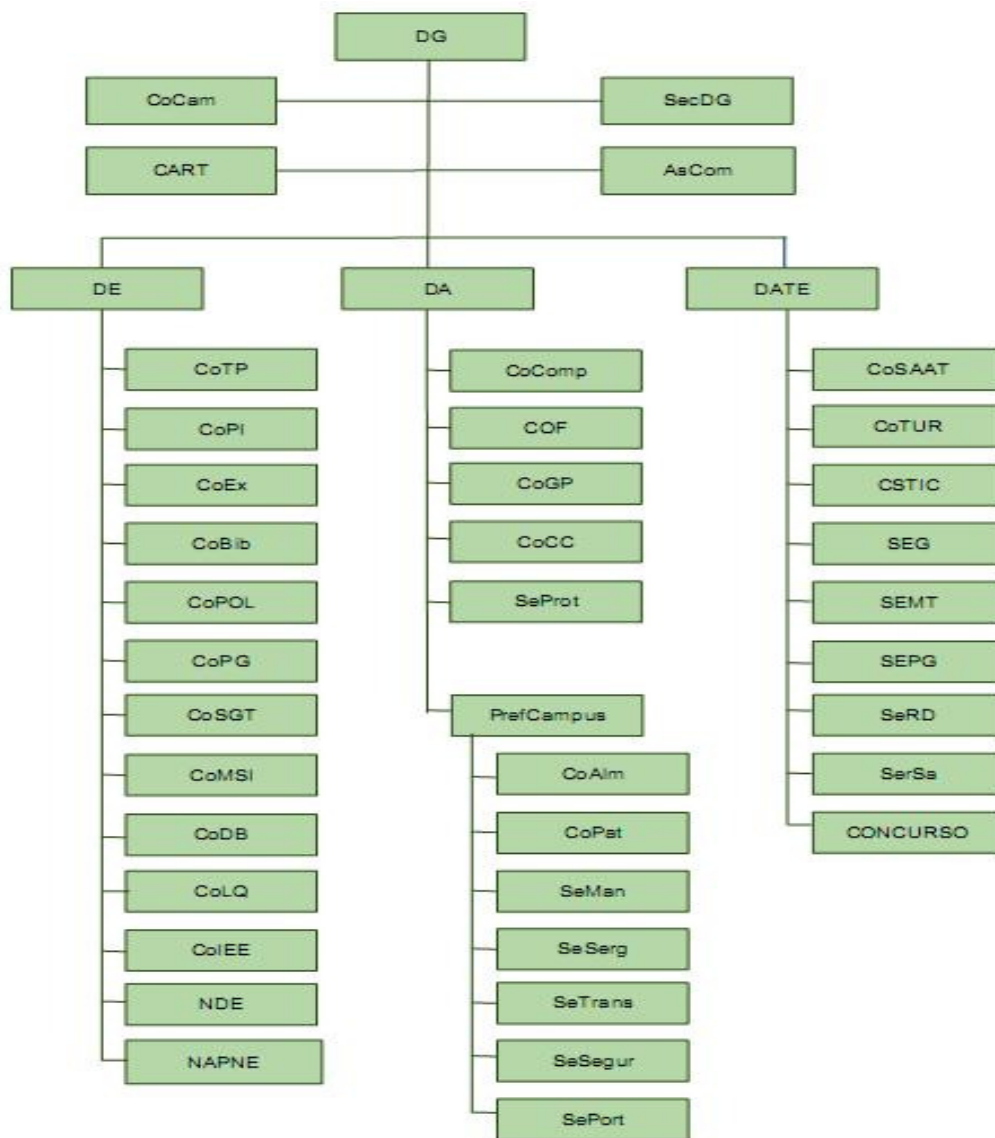 DG
CoCam
SecDG
CART
AsCom
DE
DA
DATE
CoTP
CoPI
CoEx
CoBib
CoPOL
CoPG
CoSGT
CoMSI
CoDB
CoLQ
CoIEE
NDE
NAPNE
CoComp
COF
CoGP
CoCC
SeProt
PrefCampus
CoAlm
CoPat
SeMan
SeSerg
SeTrans
SeSegur
SePort
CoSAAT
CoTUR
CSTIC
SEG
SEMT
SEPG
SeRD
SerSa
CONCURSO